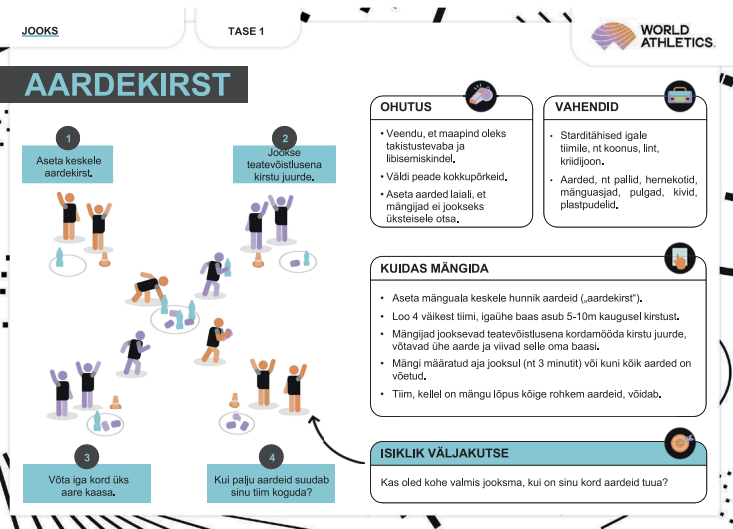 JOOKS
TASE 1
WORLD
ATHLETICS.
AARDEKIRST
1
Aseta keskele
aardekirst.
2
Jookse
teatevõistlusena
kirstu juurde.
OHUTUS
• Veendu, et maapind oleks
takistustevaba ja
libisemiskindel.
• Väldi peade kokkupõrkeid.
• Aseta aarded laiali, et
mängijad ei jookseks
üksteisele otsa.
VAHENDID
• Starditähised igale
tiimile, nt koonus, lint,
kriidijoon.
• Aarded, nt pallid, hernekotid,
mänguasjad, pulgad, kivid,
plastpudelid.
KUIDAS MÄNGIDA
• Aseta mänguala keskele hunnik aardeid („aardekirst“).
• Loo 4 väikest tiimi, igaühe baas asub 5-10m kaugusel kirstust.
• Mängijad jooksevad teatevõistlusena kordamööda kirstu juurde,
võtavad ühe aarde ja viivad selle oma baasi.
• Mängi määratud aja jooksul (nt 3 minutit) või kuni kõik aarded on
võetud.
• Tiim, kellel on mängu lõpus kõige rohkem aardeid, võidab.
3
Võta iga kord üks
aare kaasa.
4
Kui palju aardeid suudab
sinu tiim koguda?
ISIKLIK VÄLJAKUTSE
Kas oled kohe valmis jooksma, kui on sinu kord aardeid tuua?